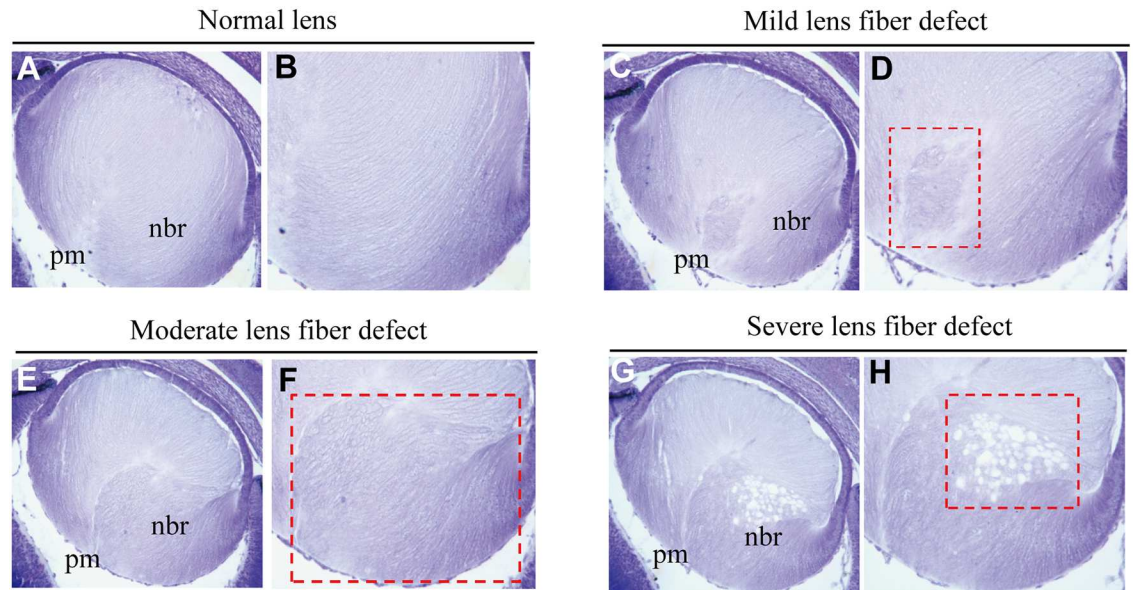 Normal lens
Mild lens fiber defect
A
B
C
D
nbr
pm
nbr
pm
Moderate lens fiber defect
Severe lens fiber defect
E
F
G
H
nbr
pm
nbr
pm